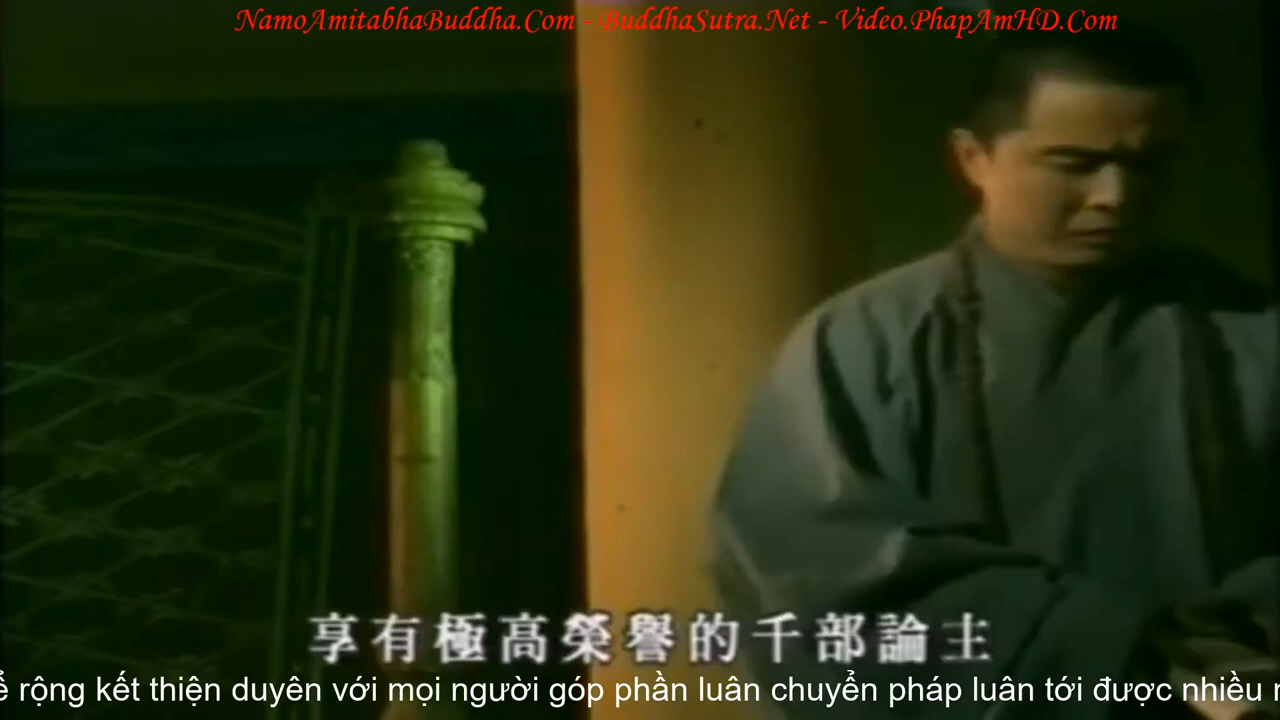 NamoAmitabhaBuddha.Com - BuddhaSutra.Net - Video.PhapAmHD.Com
享有極高榮譽的千部論主
rộng kết thiện duyên với mọi người góp phần luân chuyển pháp luân tới được nhiều